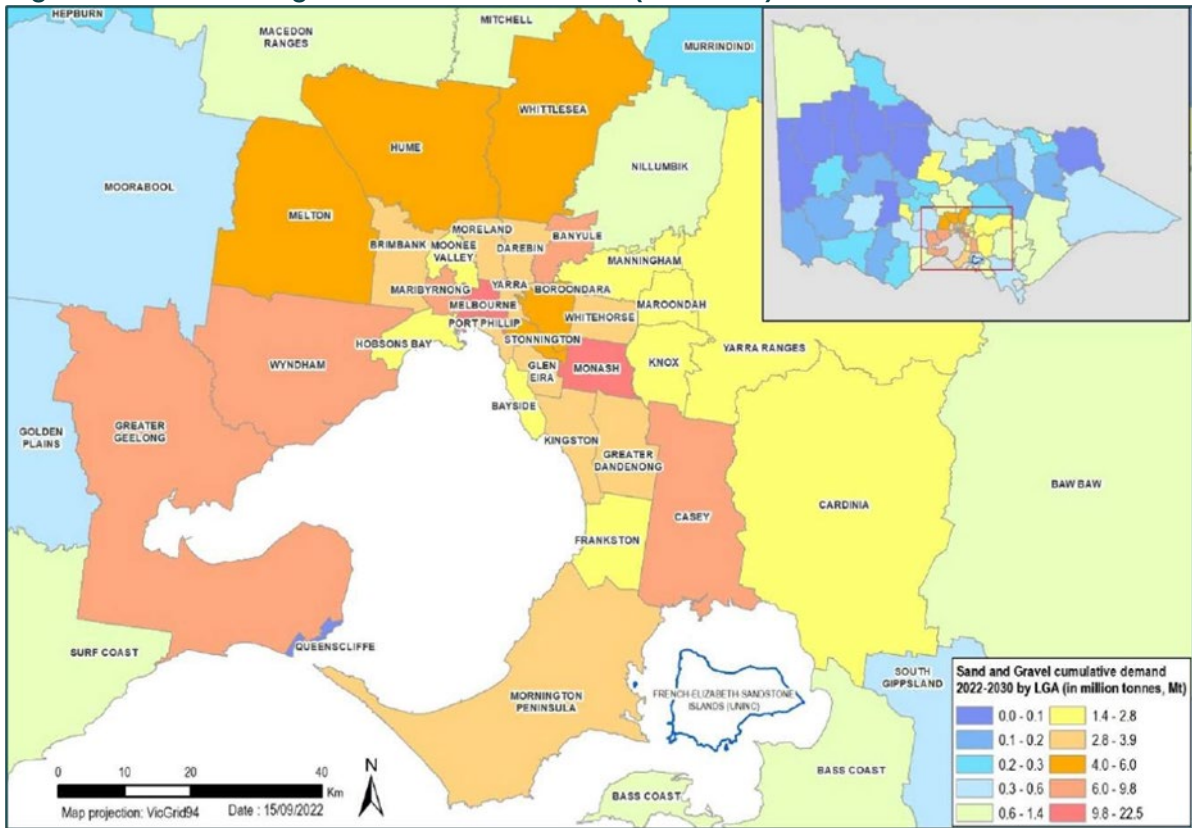 HEPBURN
MACEDON
RANGES
MITCHELL
MURRINDINDI
WHITTLESEA
HUME
NILLUMBIK
MOORABOOL
MELTON
MORELAND
BRIMBANK
MOONEE
VALLEY
DAREBIN
BANYULE
MANNINGHAM
MARIBYRNONG
YARRA
BOROONDARA
MAROONDAH
MELBOURNE
WHITEHORSE
PORT PHILLIP
STONNINGTON
HOBSONS BAY
WYNDHAM
GLEN
EIRA
MONASH
KNOX
YARRA RANGES
BAYSIDE
GREATER
GEELONG
GOLDEN
PLAINS
KINGSTON
GREATER
DANDENONG
CASEY
CARDINIA
BAW BAW
FRANKSTON
SURF COAST
QUEENSCLIFFE
MORNINGTON
PENINSULA
FRENCH-ELIZABETH-SANDSTONE
ISLANDS (UNINC)
SOUTH
GIPPSLAND
BASS COAST
BASS COAST
Sand and Gravel cumulative demand
2022-2030 by LGA (in million tonnes, Mt)
0.0 - 0.1 1.4 - 2.8
0.1 - 0.2 2.8 - 3.9
0.2 - 0.3 4.0 - 6.0
0.3 - 0.6 6.0 - 9.8
0.6 - 1.4 9.8 - 22.5
0 10 20 40
Km
N
Map projection: VicGrid94 Date : 15/09/2022